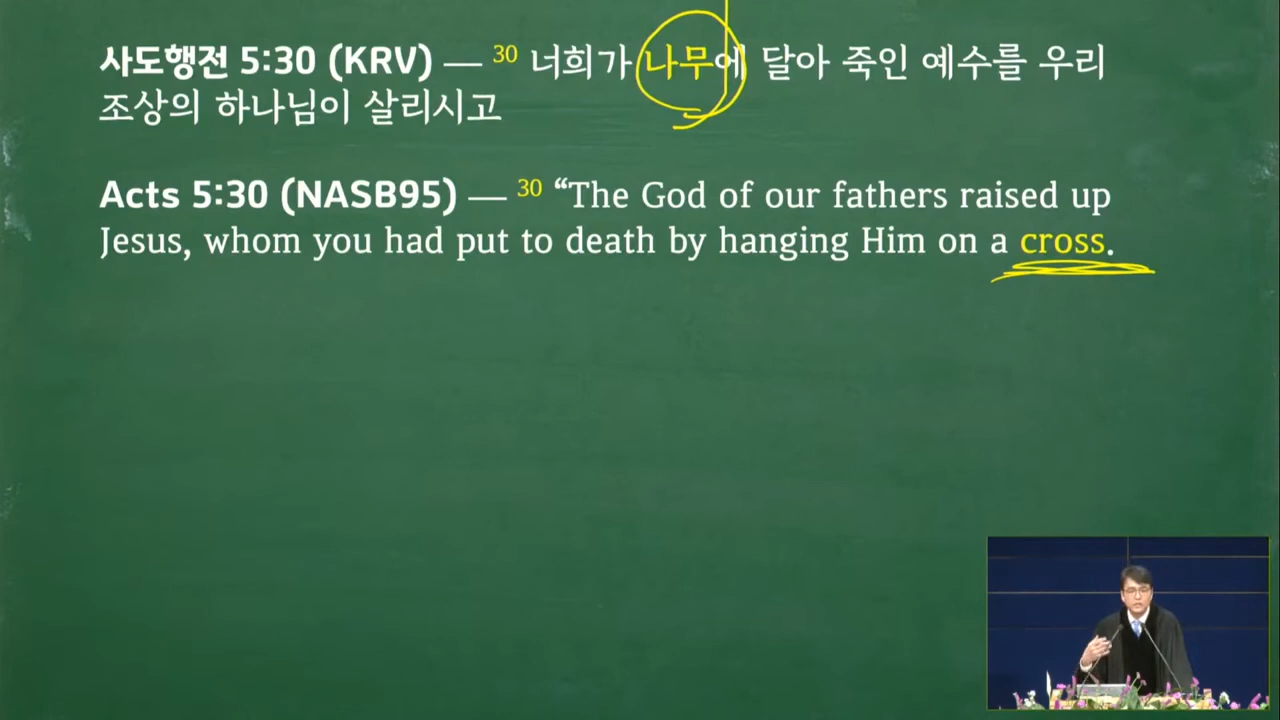 사도행전 5:30 (KRV) — 30 너희가 나무에 달아 죽인 예수를 우리
조상의 하나님이 살리시고
Acts 5:30 (NASB95) — 30 “The God of our fathers raised up
Jesus, whom you had put to death by hanging Him on a cross.